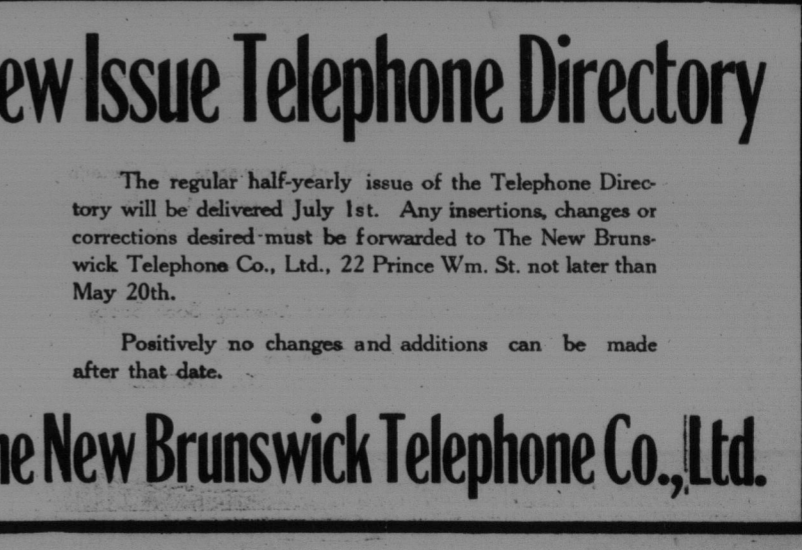 ew Issue Telephone Directory
The regular half-yearly issue of the Telephone Direc-
tory will be delivered July 1st. Any insertions, changes or
corrections desired must be forwarded to The New Bruns-
wick Telephone Co., Ltd., 22 Prince Wm. St. not later than
May 20th.
Positively no changes and additions can be made
after that date.
he New Brunswick Telephone Co., Ltd.